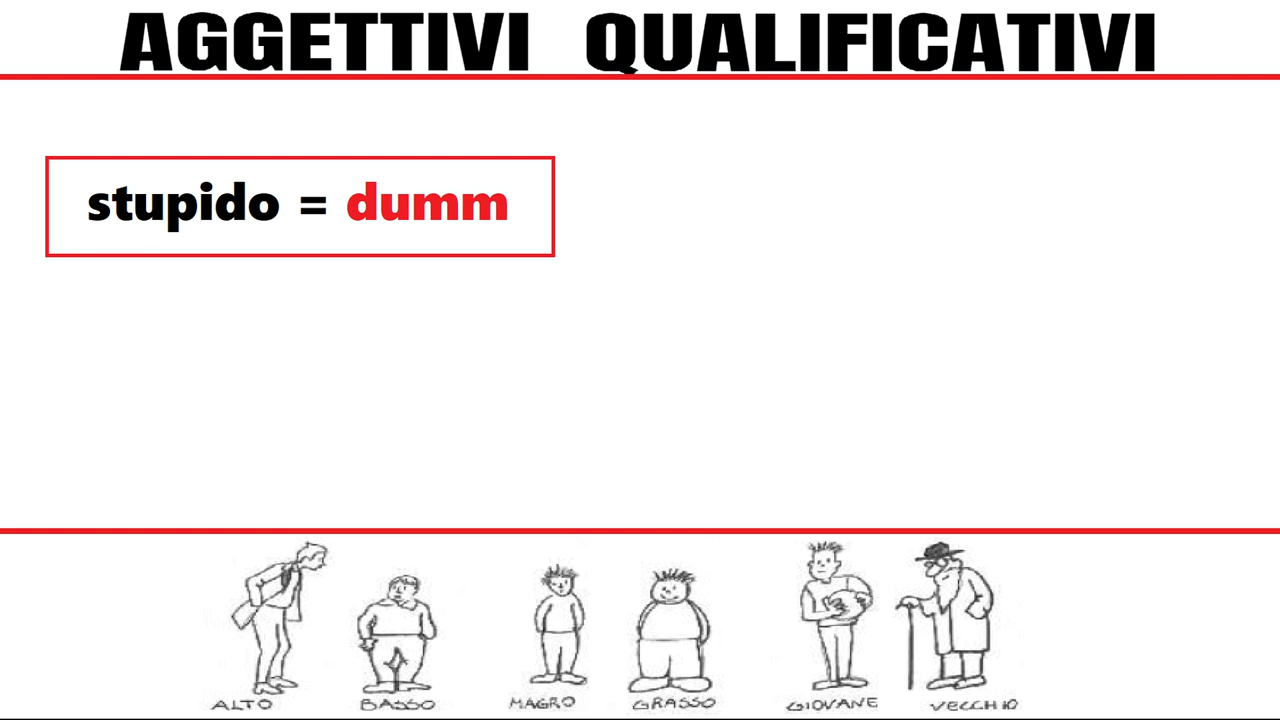 AGGETTIVI QUALIFICATIVI
stupido = dumm
ALTO BASSO MAGRO GRASSO GIOVANE VECCHIO